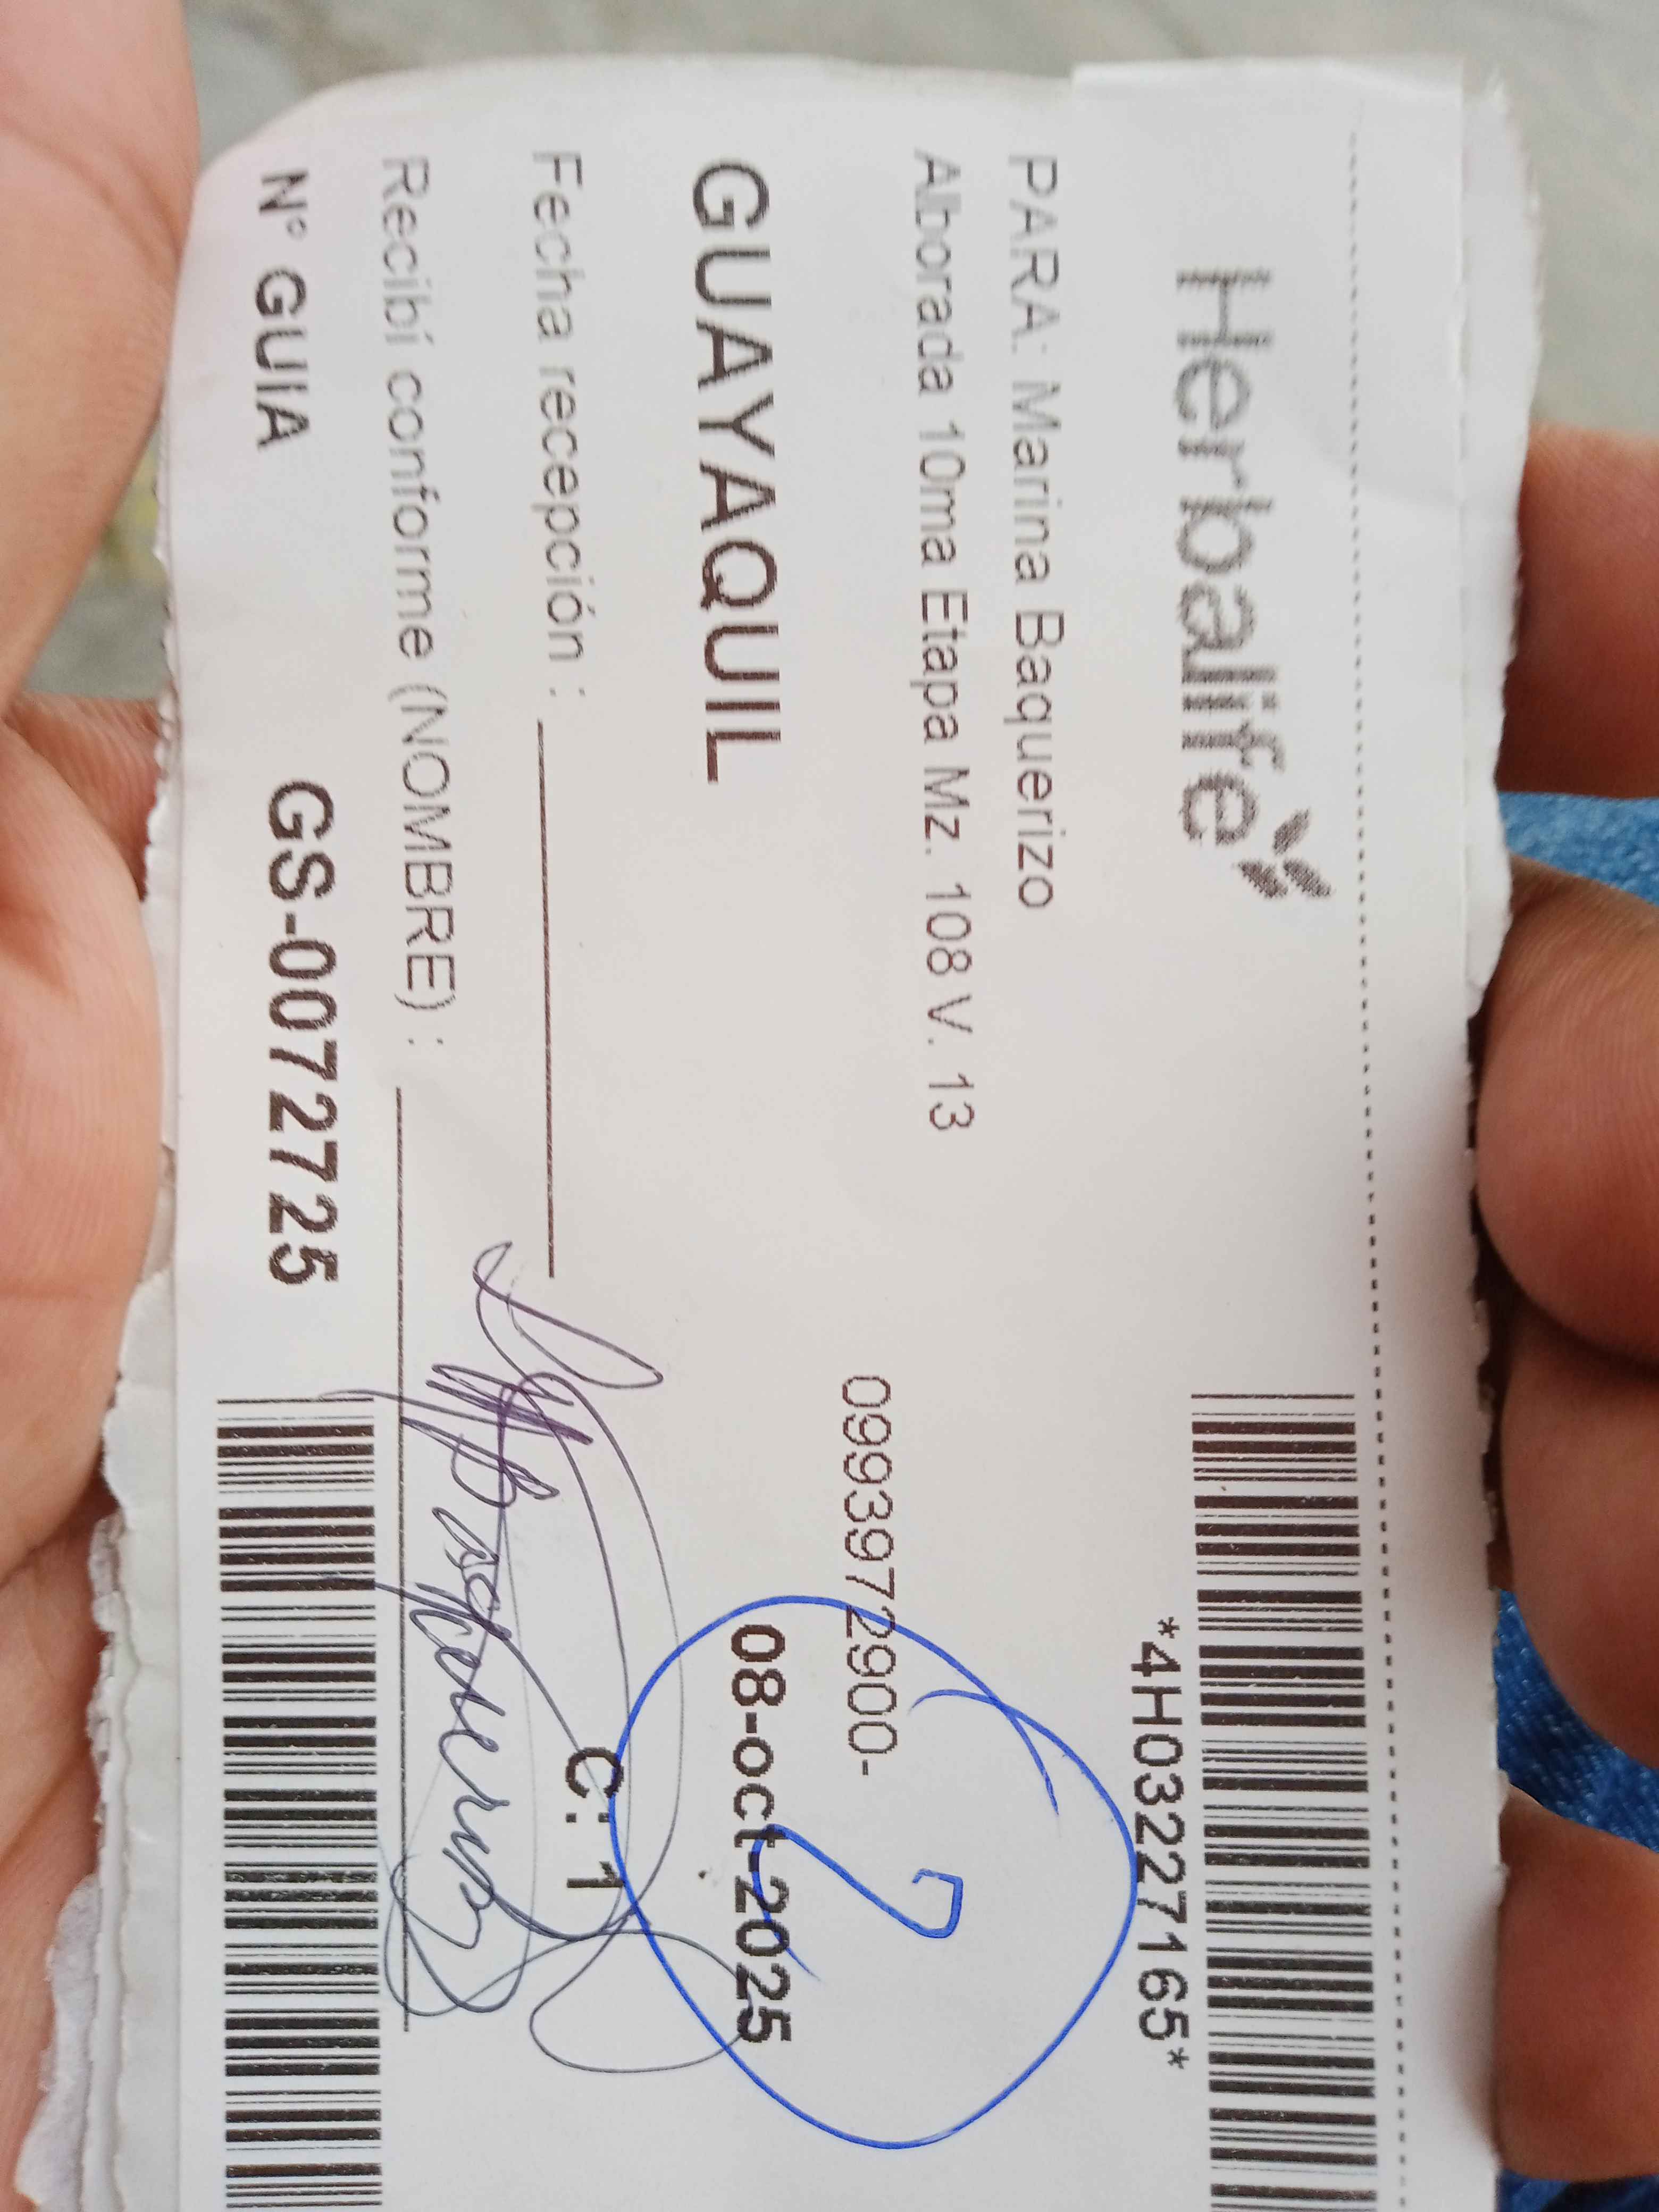 Herbalife
*4H03227165*
PARA: Marina Baquerizo
Alborada 10ma Etapa Mz. 108 V. 13
0993972900-
2
GUAYAQUIL
08-oct-2025
Fecha recepción :
C: 1
Recibí conforme (NOMBRE) :
N° GUIA GS-00727725